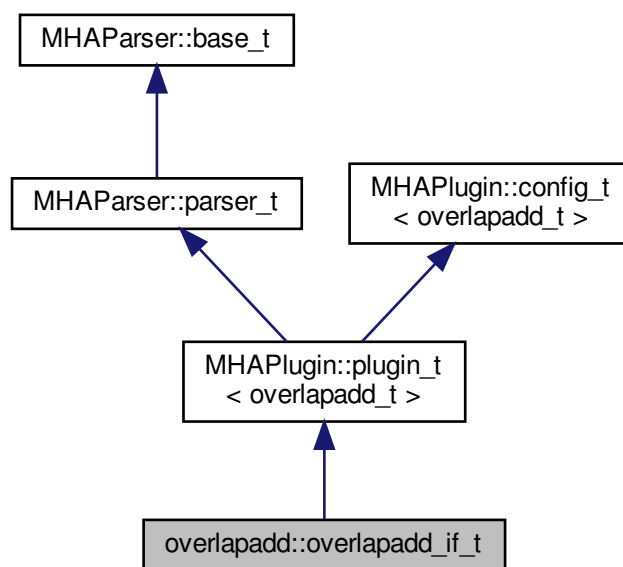 MHAParser::base_t
MHAParser::parser_t
MHAPlugin::config_t
< overlapadd_t >
MHAPlugin::plugin_t
< overlapadd_t >
overlapadd::overlapadd_if_t